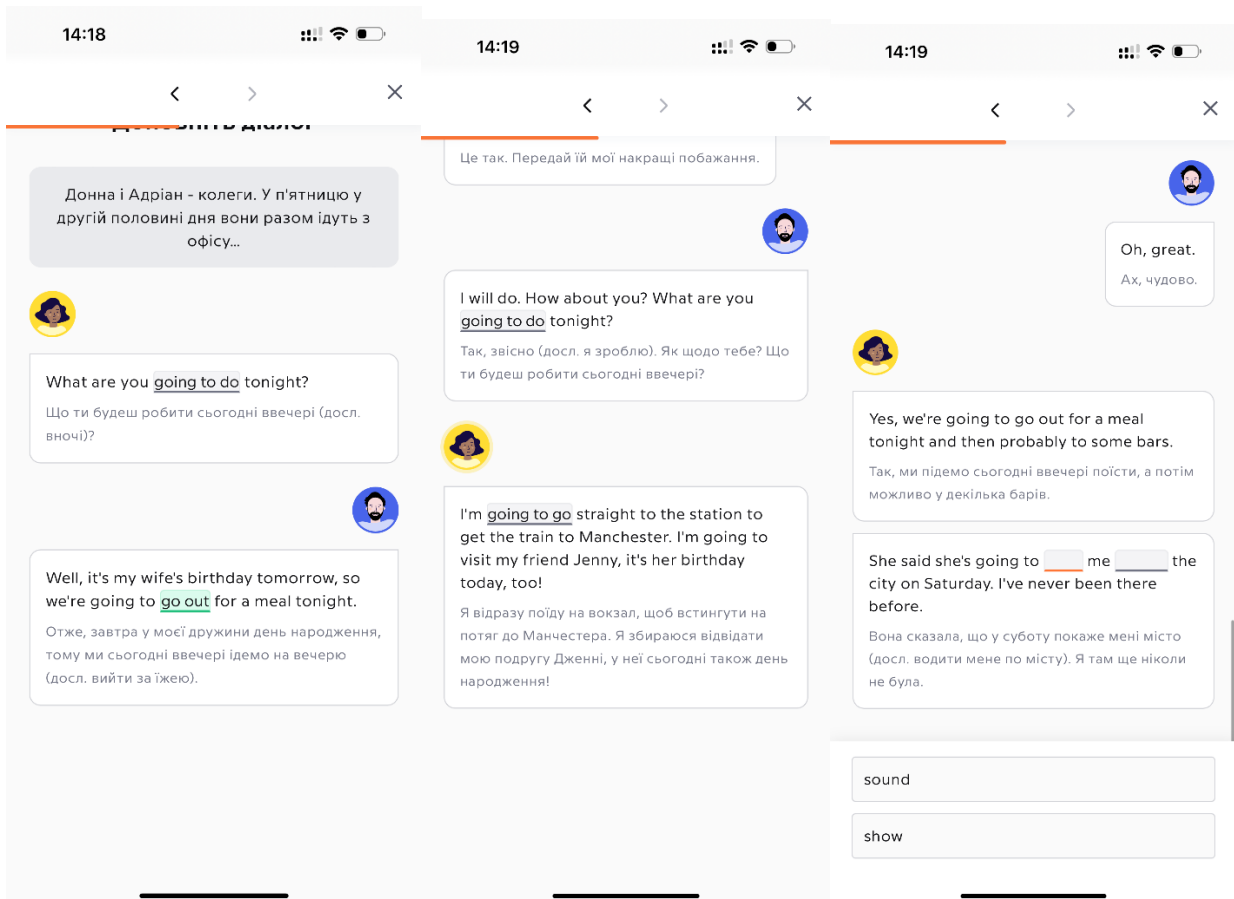 14:18
Доповніть діалог
Донна і Адріан - колеги. У п'ятницю у
другій половині дня вони разом ідуть з
офісу...
What are you going to do tonight?
Що ти будеш робити сьогодні ввечері (досл.
вночі)?
Well, it's my wife's birthday tomorrow, so
we're going to go out for a meal tonight.
Отже, завтра у моєї дружини день народження,
тому ми сьогодні ввечері ідемо на вечерю
(досл. вийти за їжею).
14:19
Це так. Передай їй мої накращі побажання.
I will do. How about you? What are you
going to do tonight?
Так, звісно (досл. я зроблю). Як щодо тебе? Що
ти будеш робити сьогодні ввечері?
I'm going to go straight to the station to
get the train to Manchester. I'm going to
visit my friend Jenny, it's her birthday
today, too!
Я відразу поїду на вокзал, щоб встингути на
потяг до Манчестера. Я збираюся відвідати
мою подругу Дженні, у неї сьогодні також день
народження!
14:19
Oh, great.
Ах, чудово.
Yes, we're going to go out for a meal
tonight and then probably to some bars.
Так, ми підемо сьогодні ввечері поїсти, а потім
можливо у декілька барів.
She said she's going to ____ me ____ the
city on Saturday. I've never been there
before.
Вона сказала, що у суботу покаже мені місто
(досл. водити мене по місту). Я там ще ніколи
не була.
sound
show